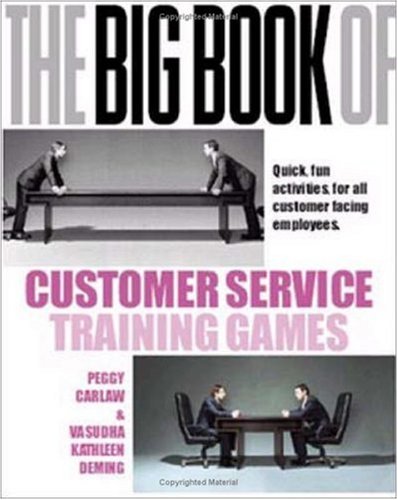 THE BIG BOOK OF
Copyrighted Material
Quick, fun
activities, for all
customer facing
employees.
CUSTOMER SERVICE
TRAINING GAMES
PEGGY
CARLAW
&
VASUDHA
KATHLEEN
DEMING
Copyrighted Material